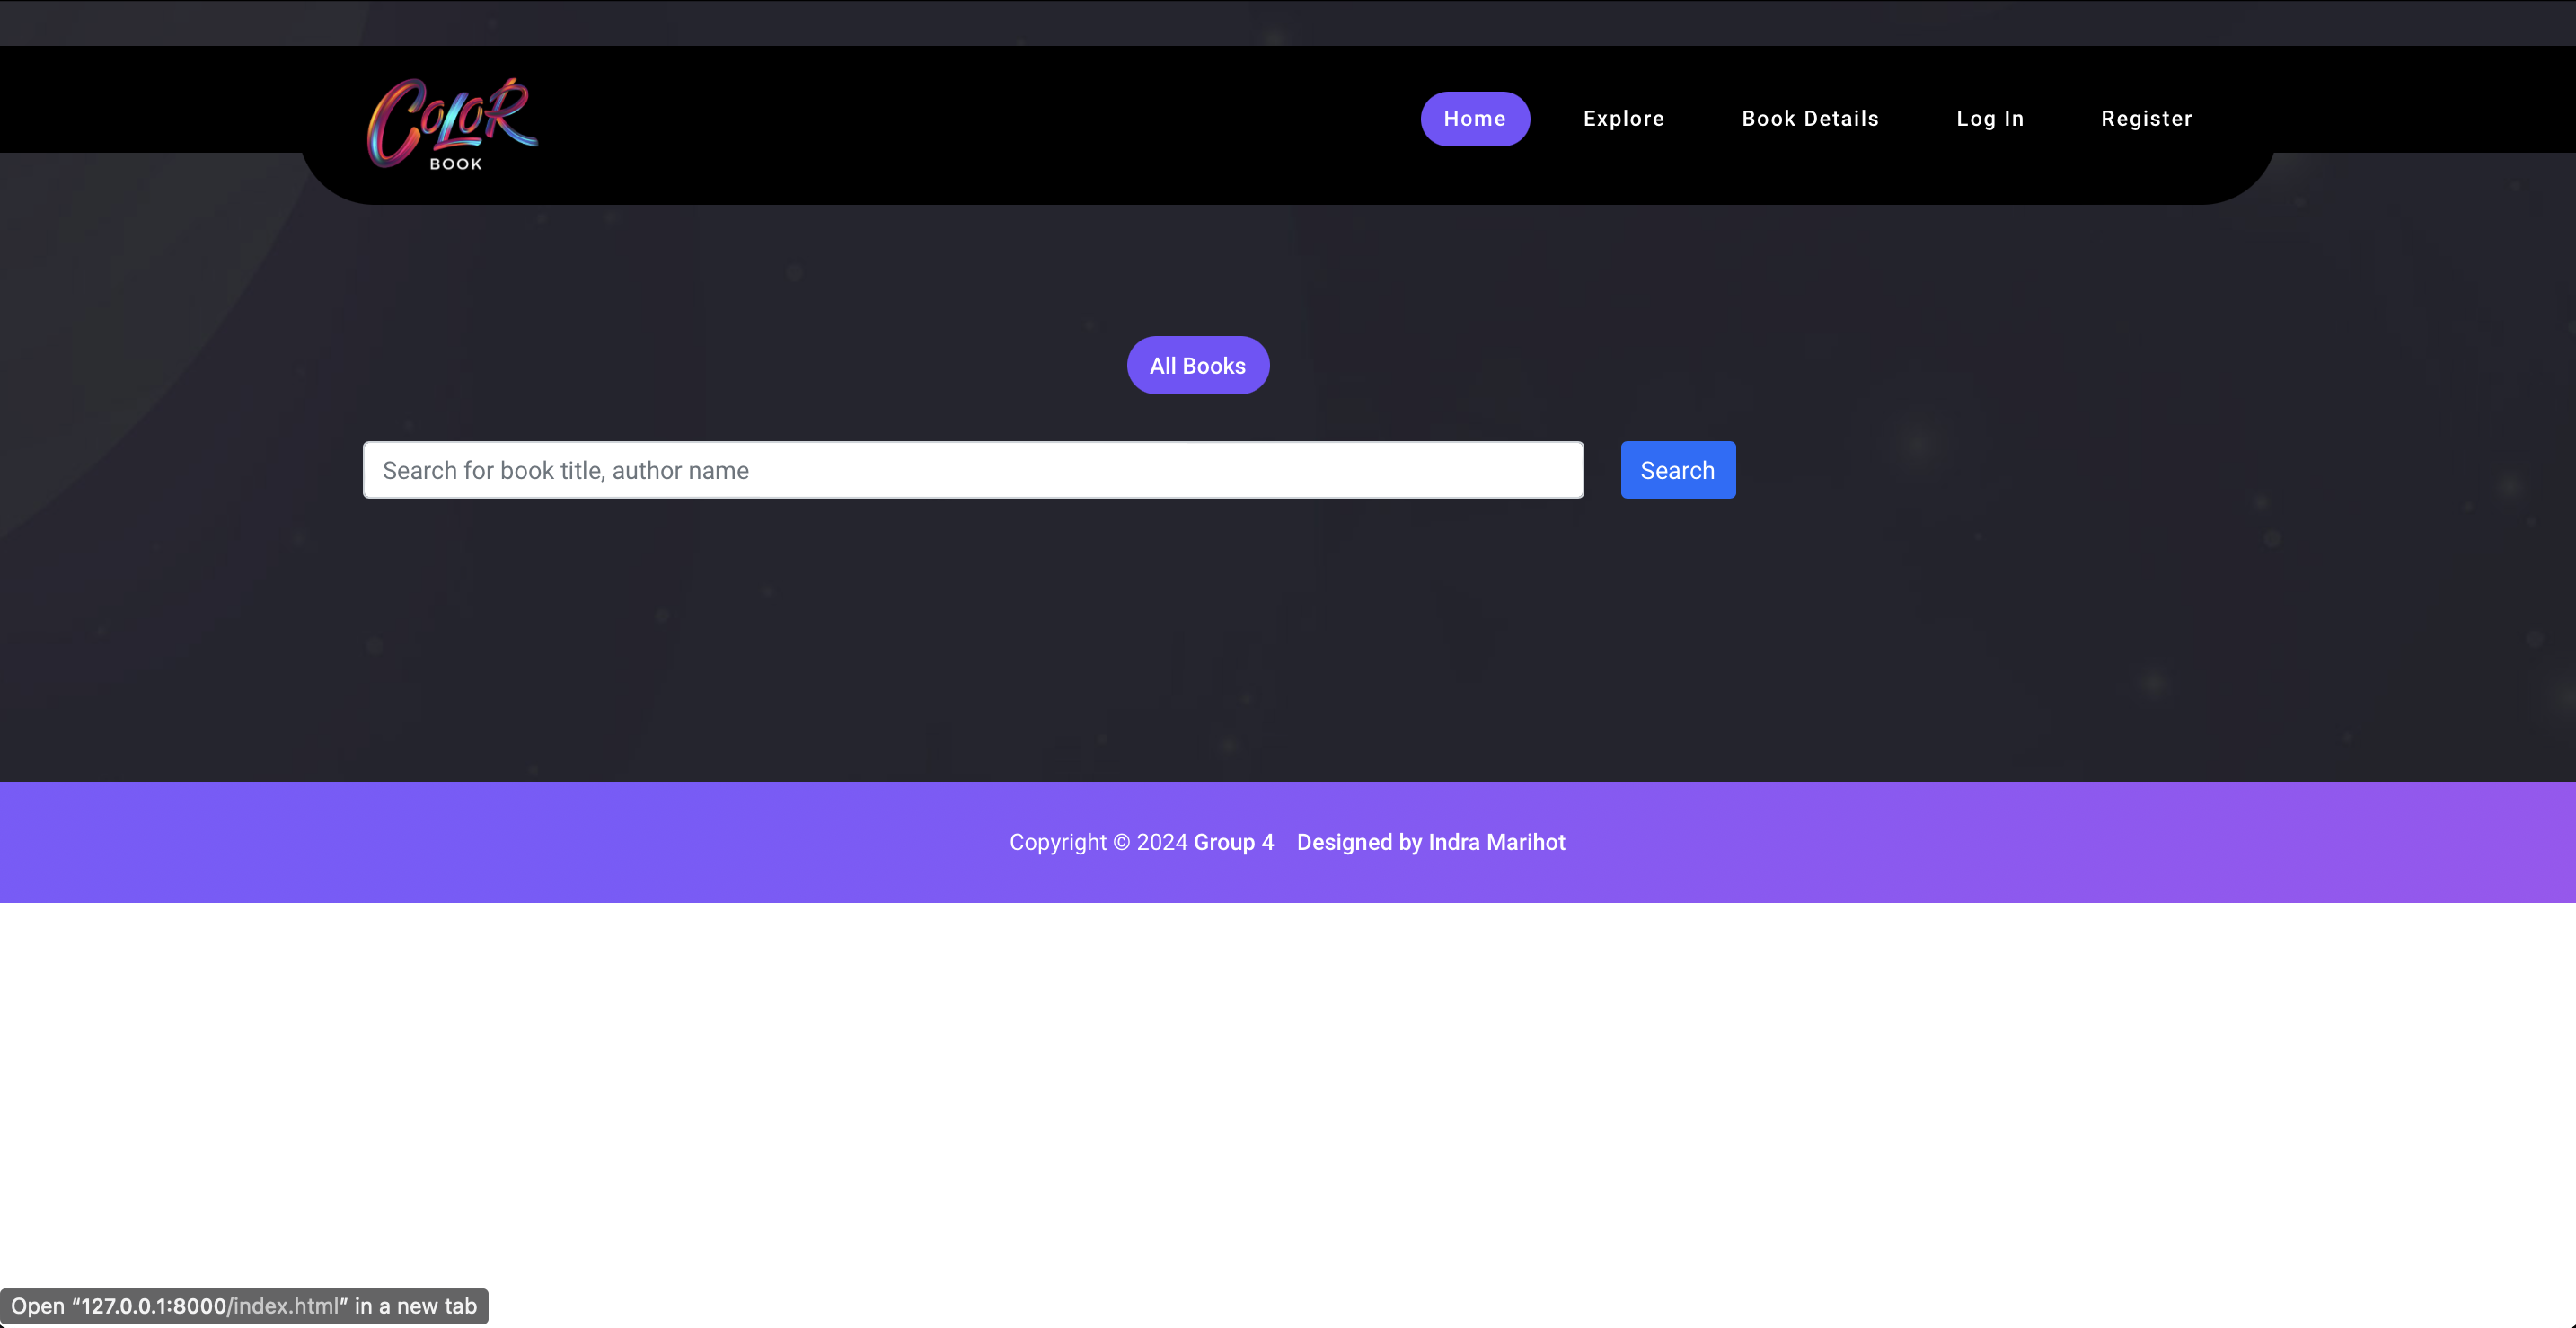 COLOR
BOOK
Home Explore Book Details Log In Register
All Books
Search for book title, author name Search
Copyright © 2024 Group 4 Designed by Indra Marihot
Open “127.0.0.1:8000/index.html” in a new tab